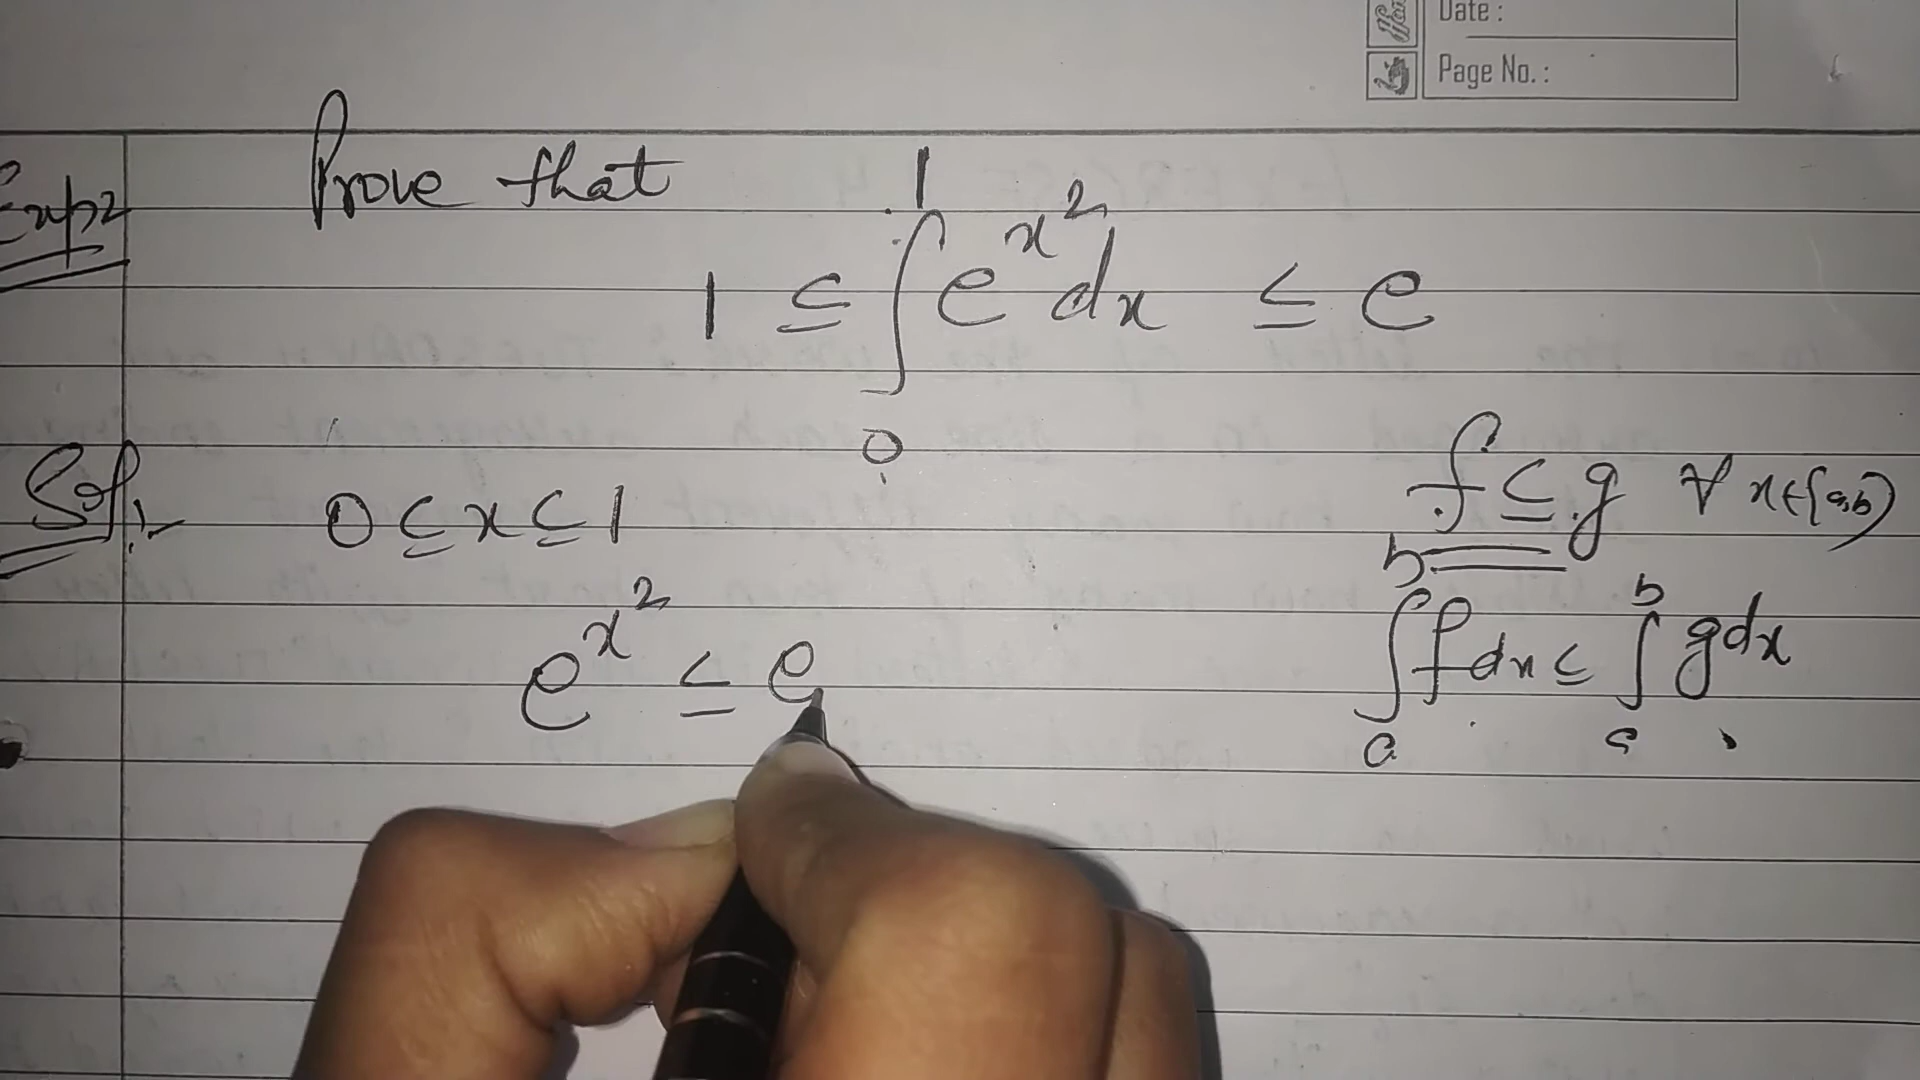 Date :
Page No. :
Prove that
1 ≤ ∫₀¹ e^{x²} dx ≤ e
Sol:-
0 ≤ x ≤ 1
e^{x²} ≤ e
f ≤ g ∀ x ∈ [a,b)
∫ₐᵇ f dx ≤ ∫ₐᵇ g dx